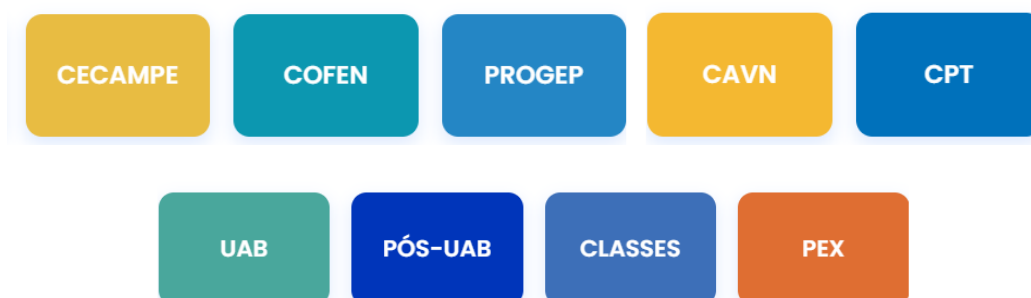 CECAMPE COFEN PROGEP CAVN CPT
UAB PÓS-UAB CLASSES PEX